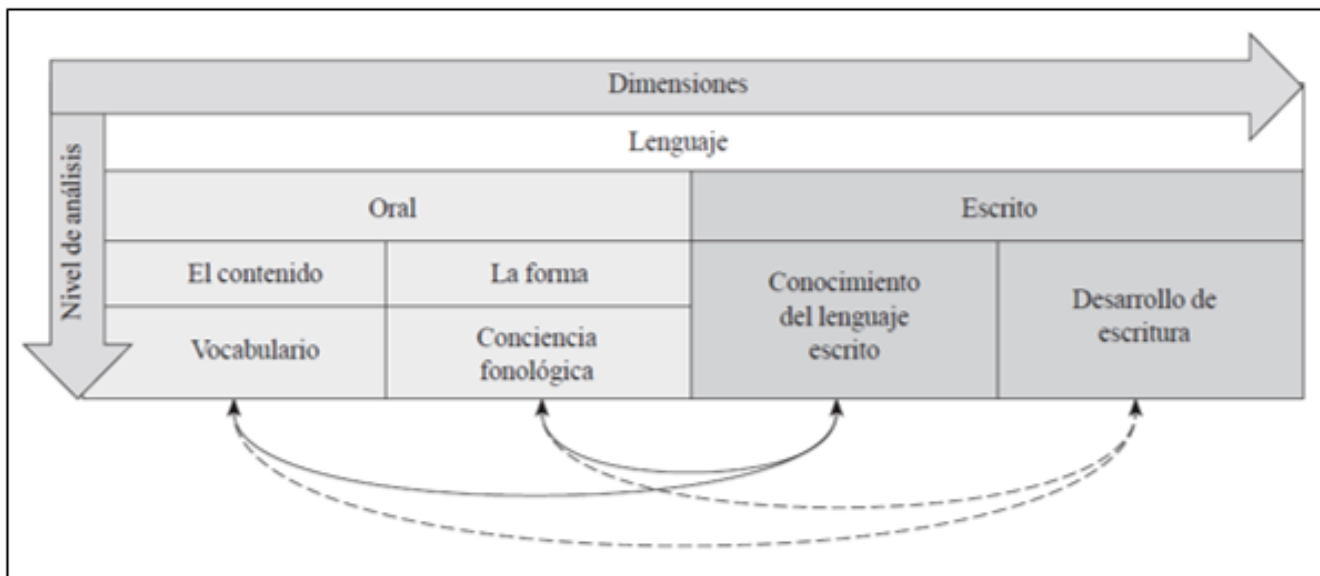 Dimensiones
Nivel de análisis
Lenguaje
Oral
Escrito
El contenido
La forma
Conocimiento
del lenguaje
escrito
Desarrollo de
escritura
Vocabulario
Conciencia
fonológica